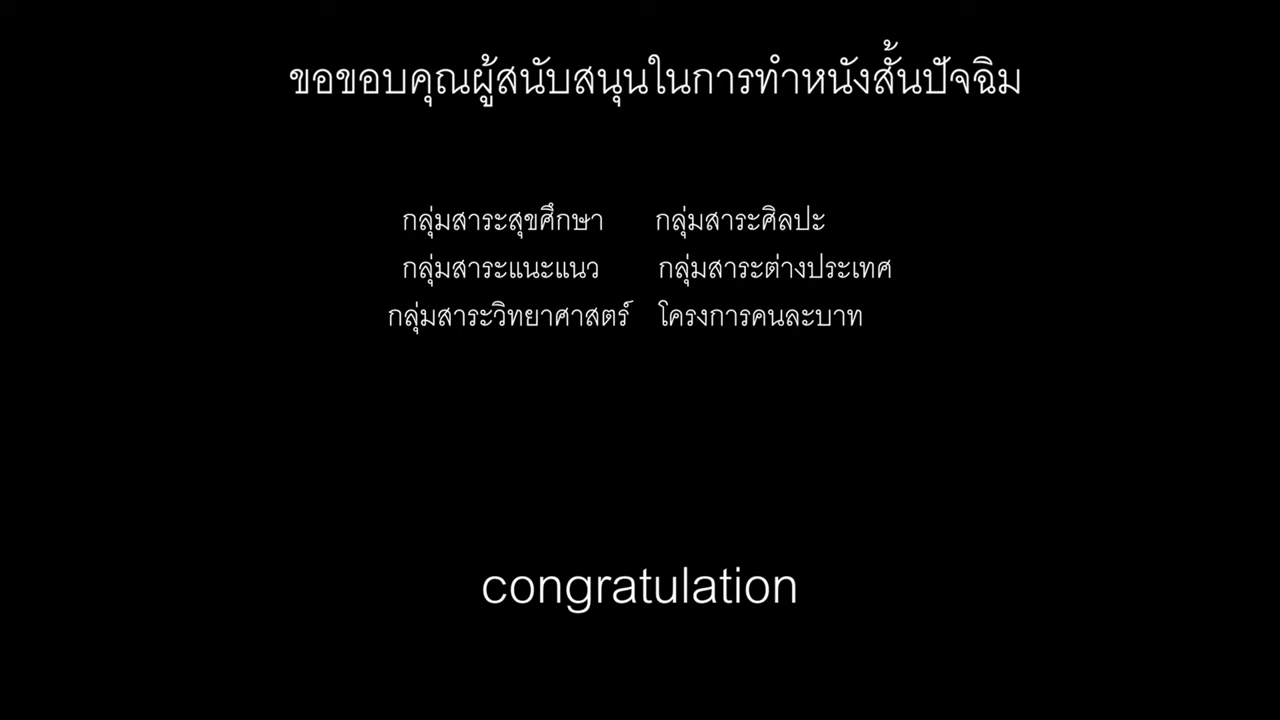 ขอขอบคุณผู้สนับสนุนในการทำหนังสั้นปัจฉิม
กลุ่มสาระสุขศึกษา กลุ่มสาระศิลปะ
กลุ่มสาระแนะแนว กลุ่มสาระต่างประเทศ
กลุ่มสาระวิทยาศาสตร์ โครงการคนละบาท
congratulation